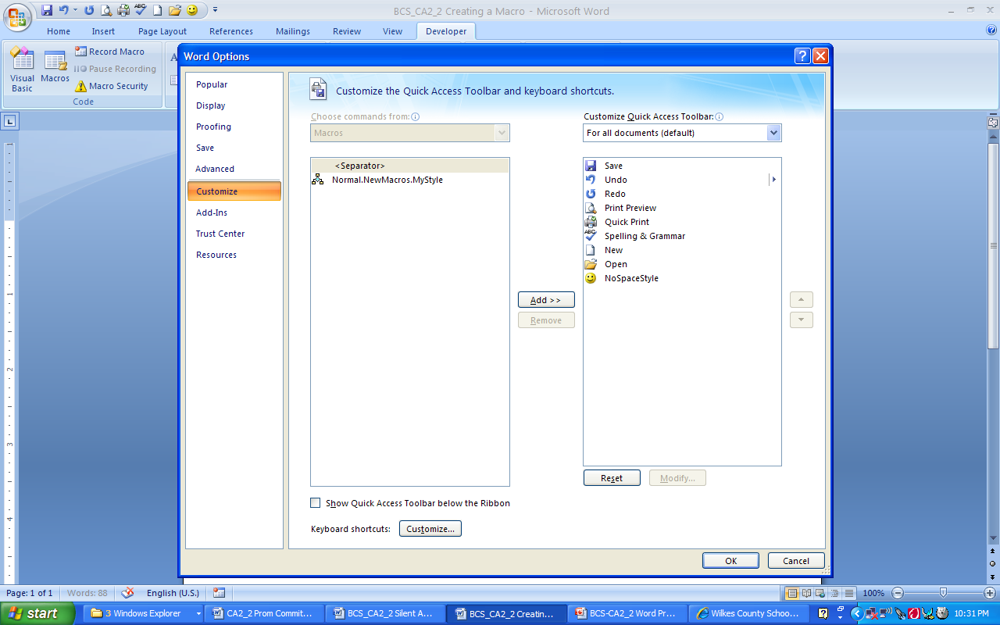 BCS_CA2_2 Creating a Macro - Microsoft Word
Home Insert Page Layout References Mailings Review View Developer
Visual Basic
Macros
Record Macro
Pause Recording
Macro Security
Code
Word Options
Popular
Display
Proofing
Save
Advanced
Customize
Add-Ins
Trust Center
Resources
Customize the Quick Access Toolbar and keyboard shortcuts.
Choose commands from:
Macros
<Separator>
Normal.NewMacros.MyStyle
Add >>
Remove
Customize Quick Access Toolbar:
For all documents (default)
Save
Undo
Redo
Print Preview
Quick Print
ABC Spelling & Grammar
New
Open
NoSpaceStyle
Reset
Modify...
Show Quick Access Toolbar below the Ribbon
Keyboard shortcuts: Customize...
OK Cancel
Page: 1 of 1 Words: 88 English (U.S.) 100%
start 3 Windows Explorer CA2_2 Prom Commit... BCS_CA2_2 Silent A... BCS_CA2_2 Creatin... BCS-CA2_2 Word Pr... Wilkes County Schoo... 10:31 PM